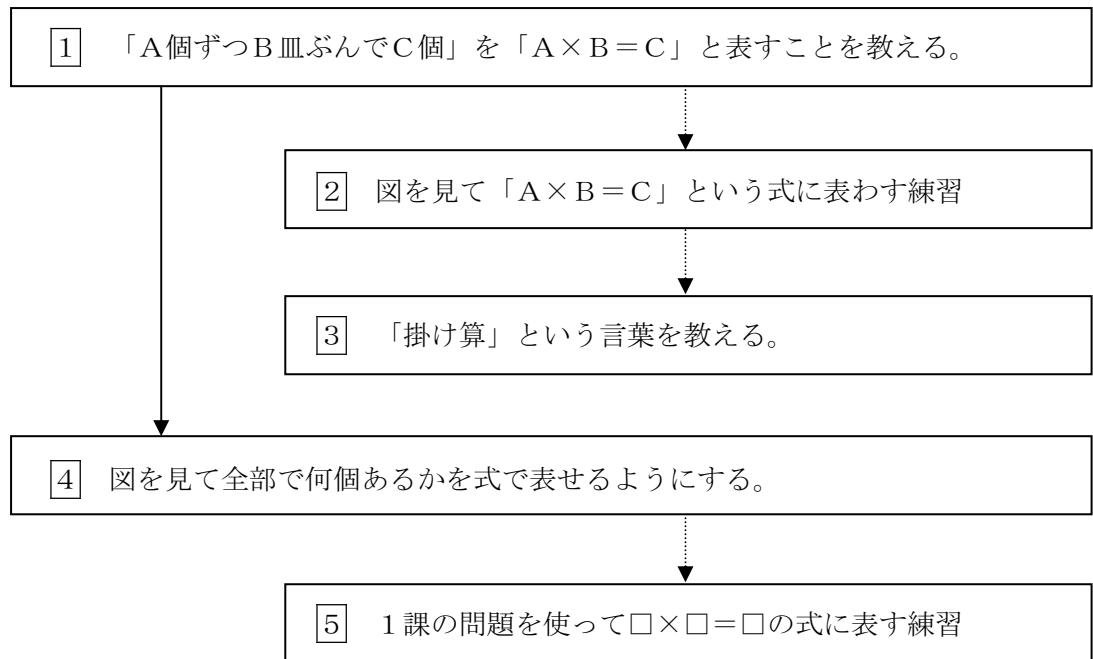 1 「A個ずつB皿ぶんでC個」を「A×B=C」と表すことを教える。
2 図を見て「A×B=C」という式に表わす練習
3 「掛け算」という言葉を教える。
4 図を見て全部で何個あるかを式で表せるようにする。
5 1課の問題を使って□×□=□の式に表す練習